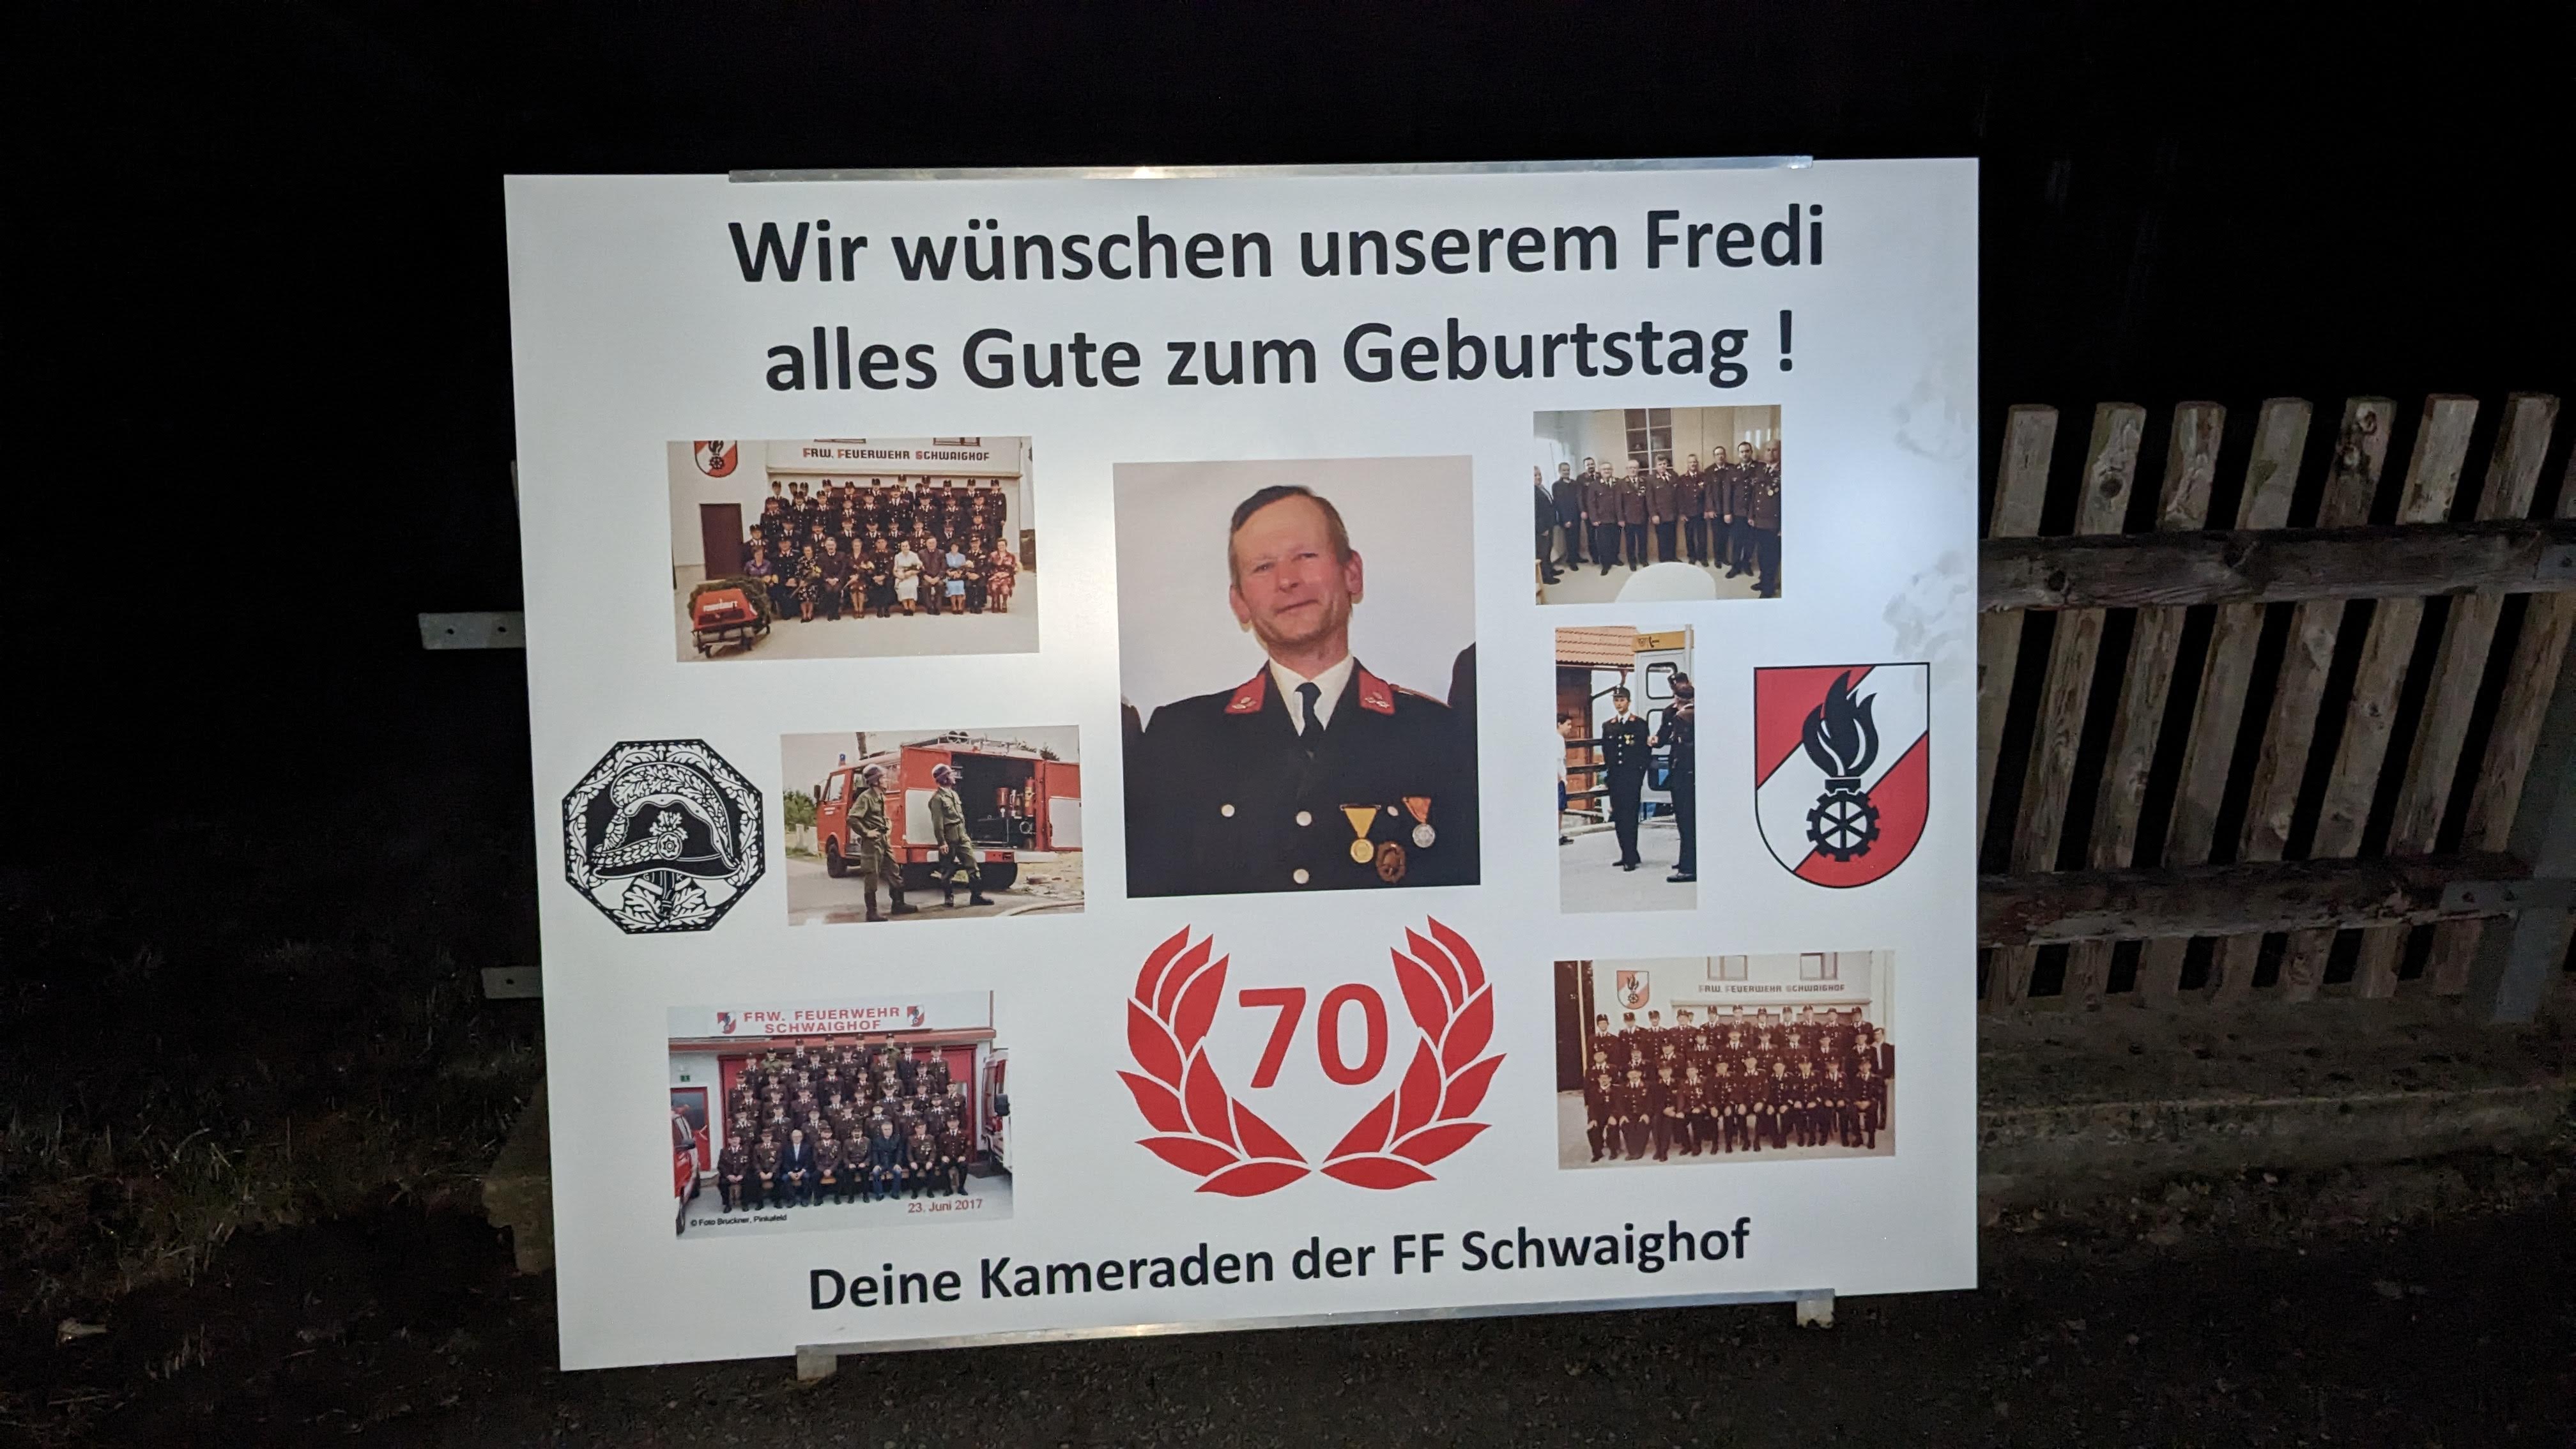 Wir wünschen unserem Fredi
alles Gute zum Geburtstag !
FRW. FEUERWEHR SCHWAIGHOF
FRW. FEUERWEHR
SCHWAIGHOF
23. Juni 2017
© Foto Bruckner, Pinkafeld
70
FRW. FEUERWEHR SCHWAIGHOF
Deine Kameraden der FF Schwaighof